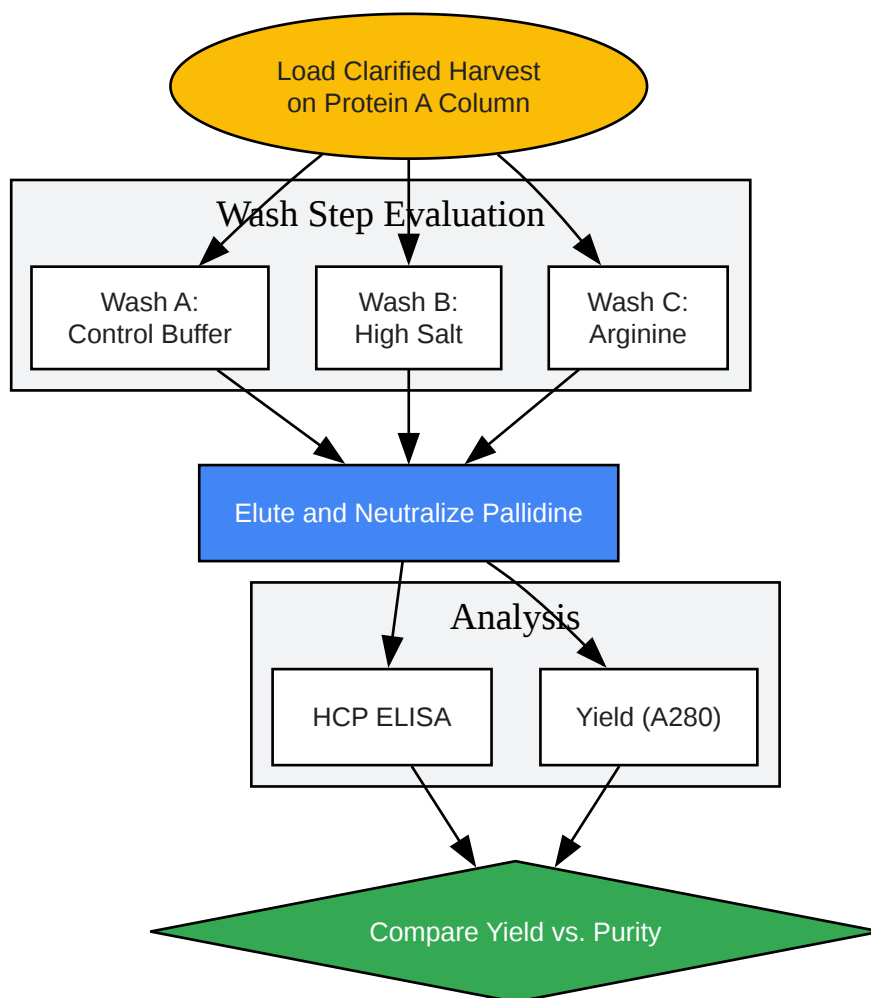 Load Clarified Harvest
on Protein A Column
Wash Step Evaluation
Wash A:
Control Buffer
Wash B:
High Salt
Wash C:
Arginine
Elute and Neutralize Pallidine
Analysis
HCP ELISA
Yield (A280)
Compare Yield vs. Purity